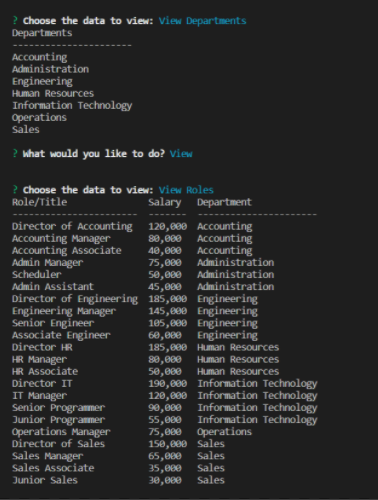 ? Choose the data to view: View Departments
Departments
----------------------
Accounting
Administration
Engineering
Human Resources
Information Technology
Operations
Sales
? What would you like to do? View
? Choose the data to view: View Roles
Role/Title Salary Department
----------------------- ------- ----------------------
Director of Accounting 120,000 Accounting
Accounting Manager 80,000 Accounting
Accounting Associate 40,000 Accounting
Admin Manager 75,000 Administration
Scheduler 50,000 Administration
Admin Assistant 45,000 Administration
Director of Engineering 185,000 Engineering
Engineering Manager 145,000 Engineering
Senior Engineer 105,000 Engineering
Associate Engineer 60,000 Engineering
Director HR 185,000 Human Resources
HR Manager 80,000 Human Resources
HR Associate 50,000 Human Resources
Director IT 190,000 Information Technology
IT Manager 120,000 Information Technology
Senior Programmer 90,000 Information Technology
Junior Programmer 55,000 Information Technology
Operations Manager 75,000 Operations
Director of Sales 150,000 Sales
Sales Manager 65,000 Sales
Sales Associate 35,000 Sales
Junior Sales 30,000 Sales